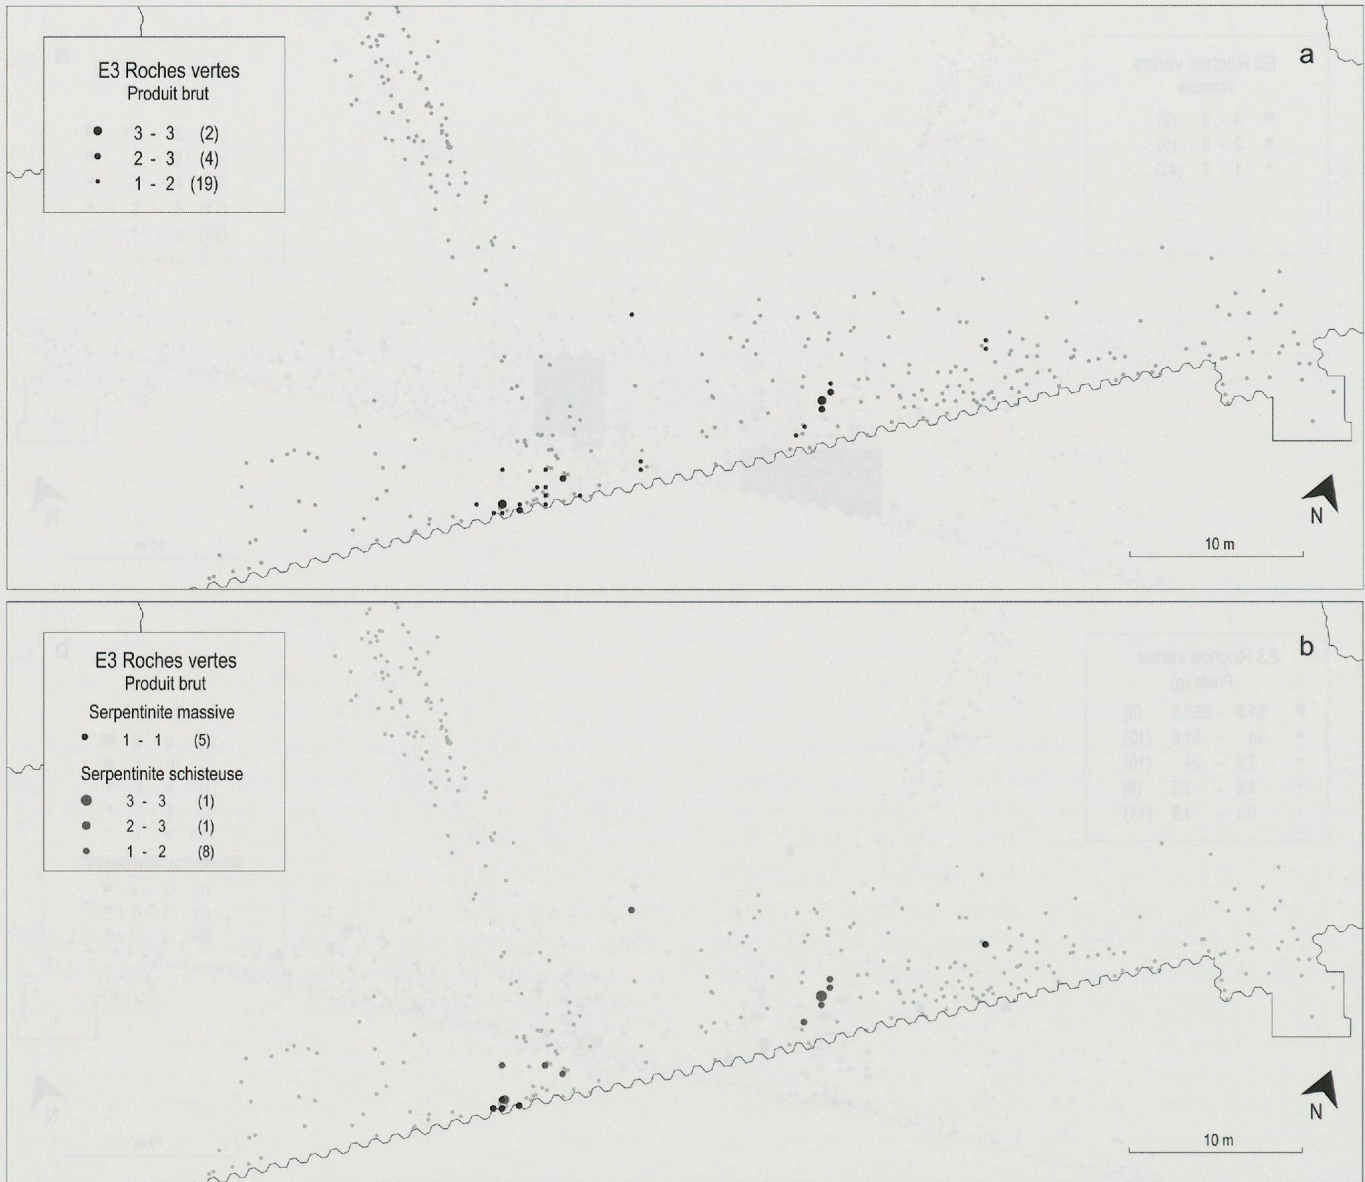 a
E3 Roches vertes
Produit brut
3 - 3 (2)
2 - 3 (4)
1 - 2 (19)
N
10 m
b
E3 Roches vertes
Produit brut
Serpentinite massive
1 - 1 (5)
Serpentinite schisteuse
3 - 3 (1)
2 - 3 (1)
1 - 2 (8)
N
10 m